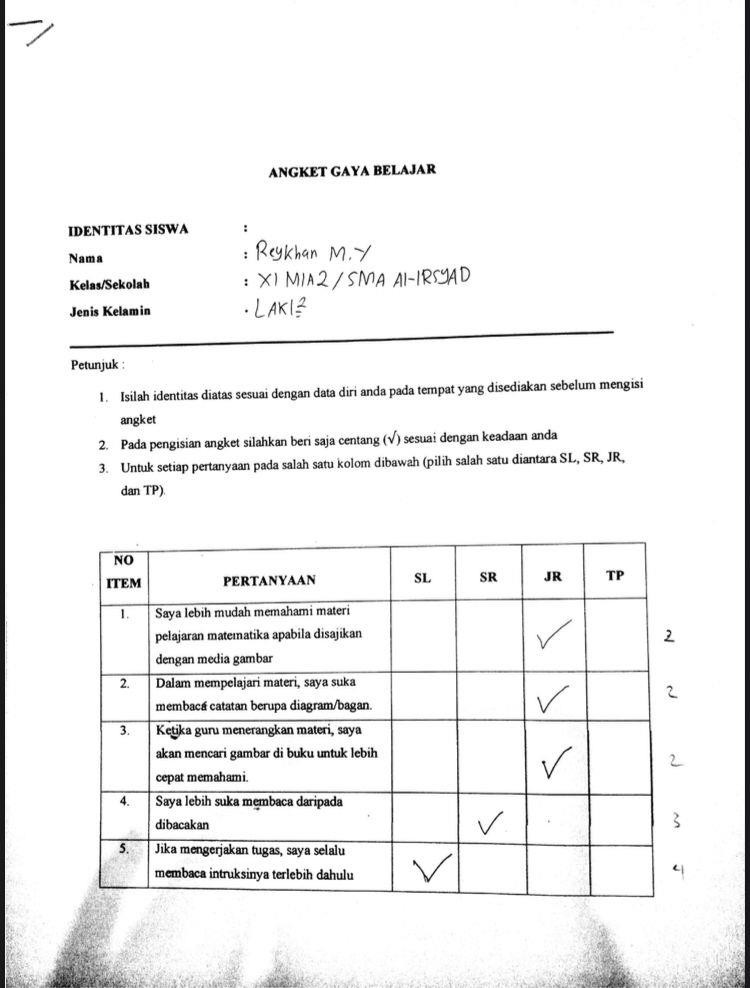 ANGKET GAYA BELAJAR
IDENTITAS SISWA :
Nama : Reykhan M.Y
Kelas/Sekolah : XI MIA2 / SMA Al-IRSYAD
Jenis Kelamin . LAKI2
Petunjuk :
1. Isilah identitas diatas sesuai dengan data diri anda pada tempat yang disediakan sebelum mengisi
angket
2. Pada pengisian angket silahkan beri saja centang (√) sesuai dengan keadaan anda
3. Untuk setiap pertanyaan pada salah satu kolom dibawah (pilih salah satu diantara SL, SR, JR,
dan TP).
NO ITEM PERTANYAAN SL SR JR TP
1. Saya lebih mudah memahami materi
pelajaran matematika apabila disajikan ✓ 2
dengan media gambar
2. Dalam mempelajari materi, saya suka
membaca catatan berupa diagram/bagan. ✓ 2
3. Ketika guru menerangkan materi, saya
akan mencari gambar di buku untuk lebih ✓ 2
cepat memahami.
4. Saya lebih suka membaca daripada
dibacakan ✓ 3
5. Jika mengerjakan tugas, saya selalu
membaca intruksinya terlebih dahulu ✓ 4